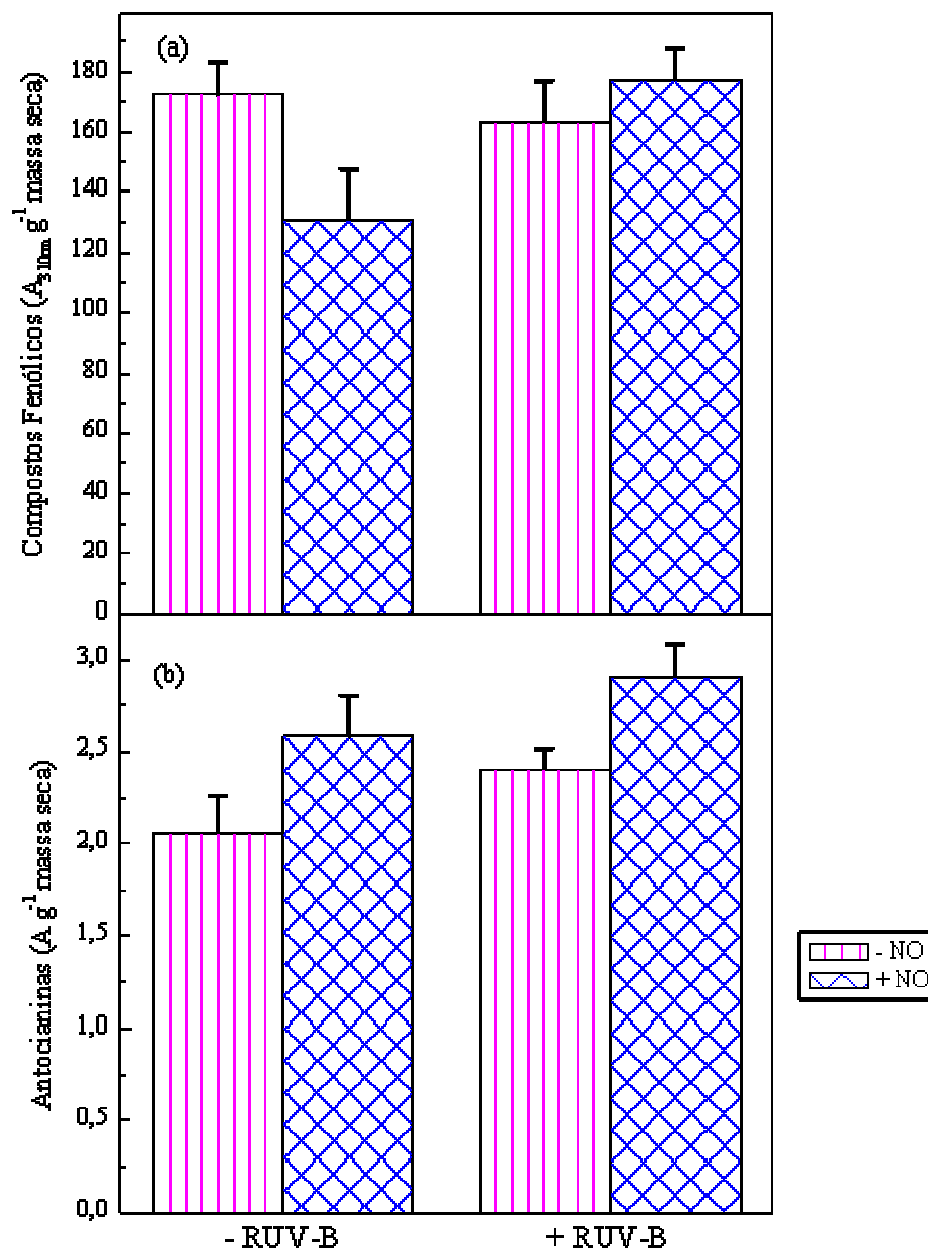 (a)
180
160
140
120
100
80
60
40
20
0
Compostos Fenólicos (A310nm g-1 massa seca)
(b)
3,0
2,5
2,0
1,5
1,0
0,5
0,0
Antocianinas (A g-1 massa seca)
- RUV-B
+ RUV-B
- NO
+ NO